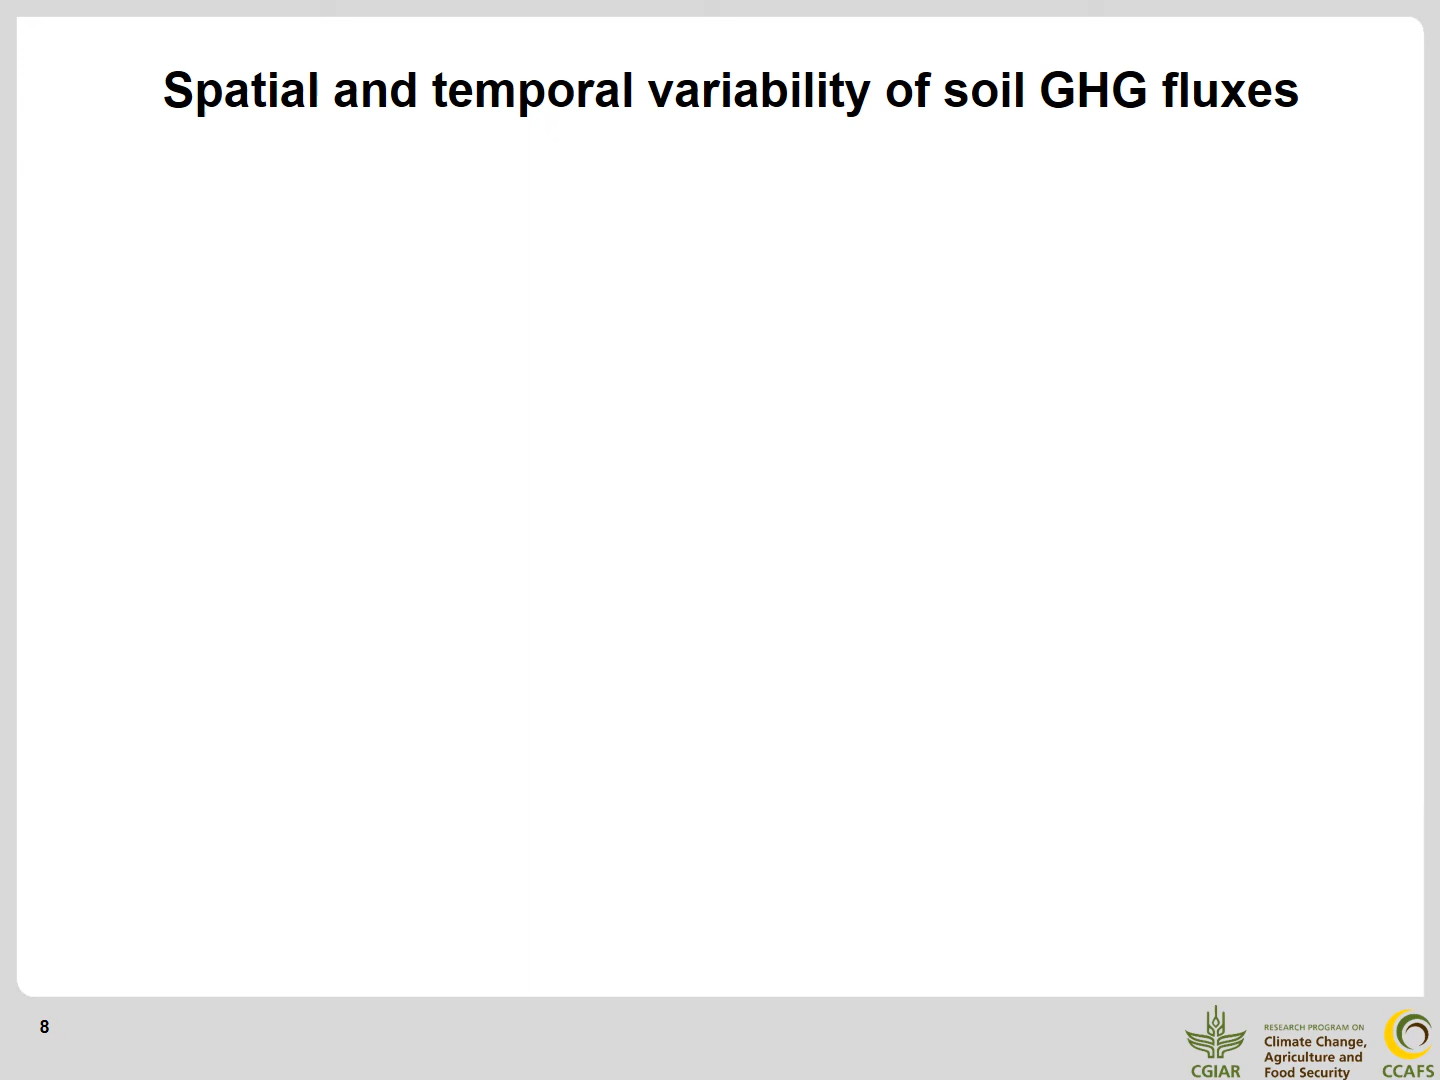 Spatial and temporal variability of soil GHG fluxes
8
CGIAR
RESEARCH PROGRAM ON
Climate Change,
Agriculture and
Food Security
CCAFS